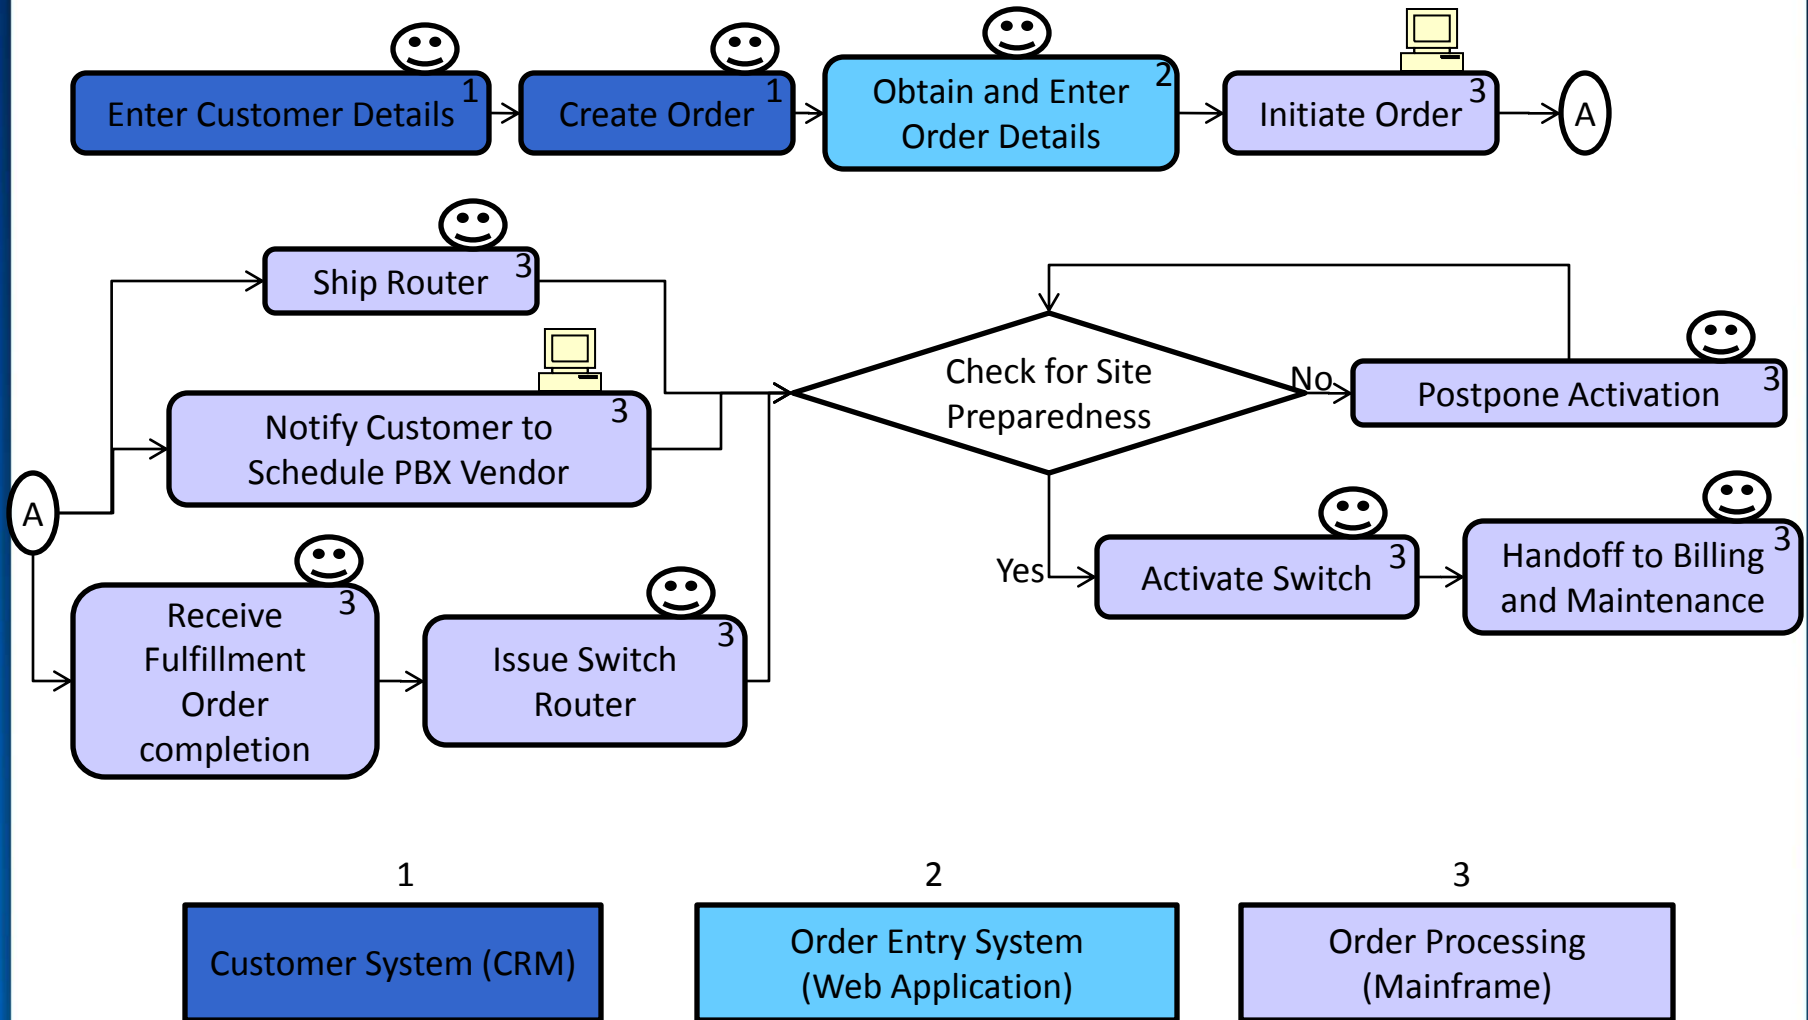 Enter Customer Details
1
Create Order
1
Obtain and Enter
Order Details
2
Initiate Order
3
A
Ship Router
3
Notify Customer to
Schedule PBX Vendor
3
A
Receive
Fulfillment
Order
completion
3
Issue Switch
Router
3
Check for Site
Preparedness
No
Postpone Activation
3
Yes
Activate Switch
3
Handoff to Billing
and Maintenance
3
1
Customer System (CRM)
2
Order Entry System
(Web Application)
3
Order Processing
(Mainframe)